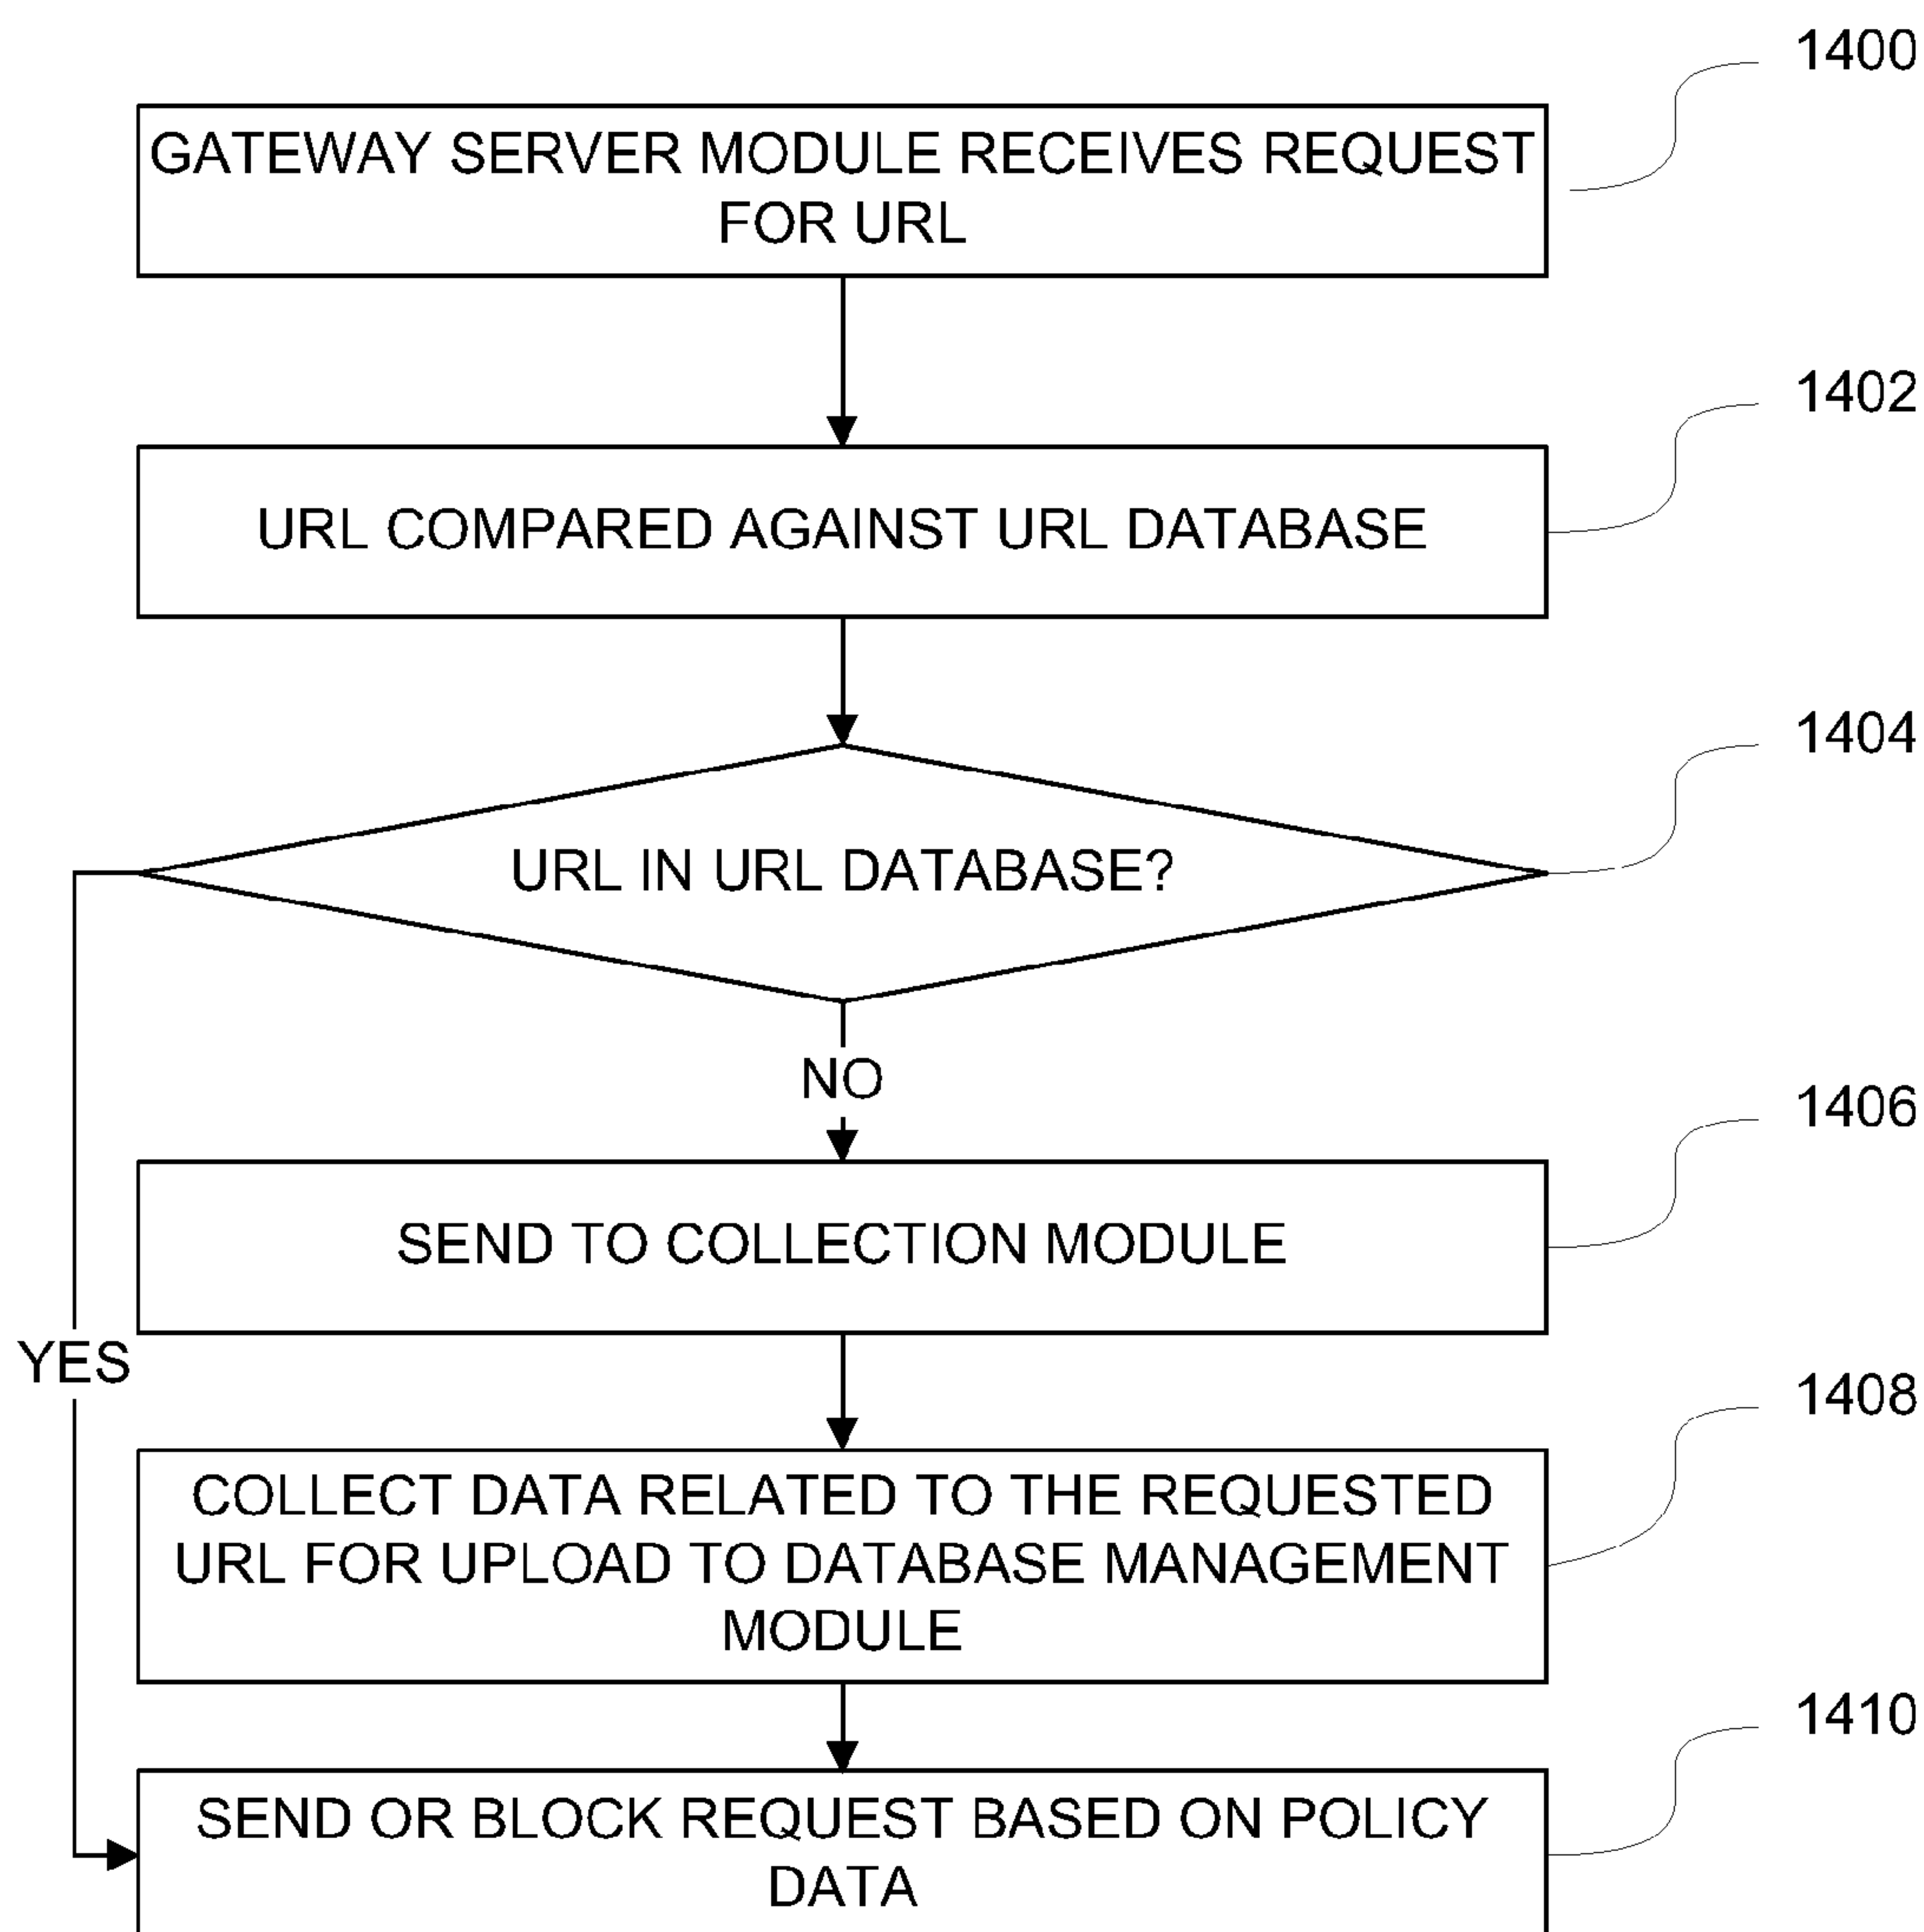 1400
GATEWAY SERVER MODULE RECEIVES REQUEST
FOR URL
1402
URL COMPARED AGAINST URL DATABASE
1404
URL IN URL DATABASE?
NO
1406
SEND TO COLLECTION MODULE
YES
1408
COLLECT DATA RELATED TO THE REQUESTED
URL FOR UPLOAD TO DATABASE MANAGEMENT
MODULE
1410
SEND OR BLOCK REQUEST BASED ON POLICY
DATA